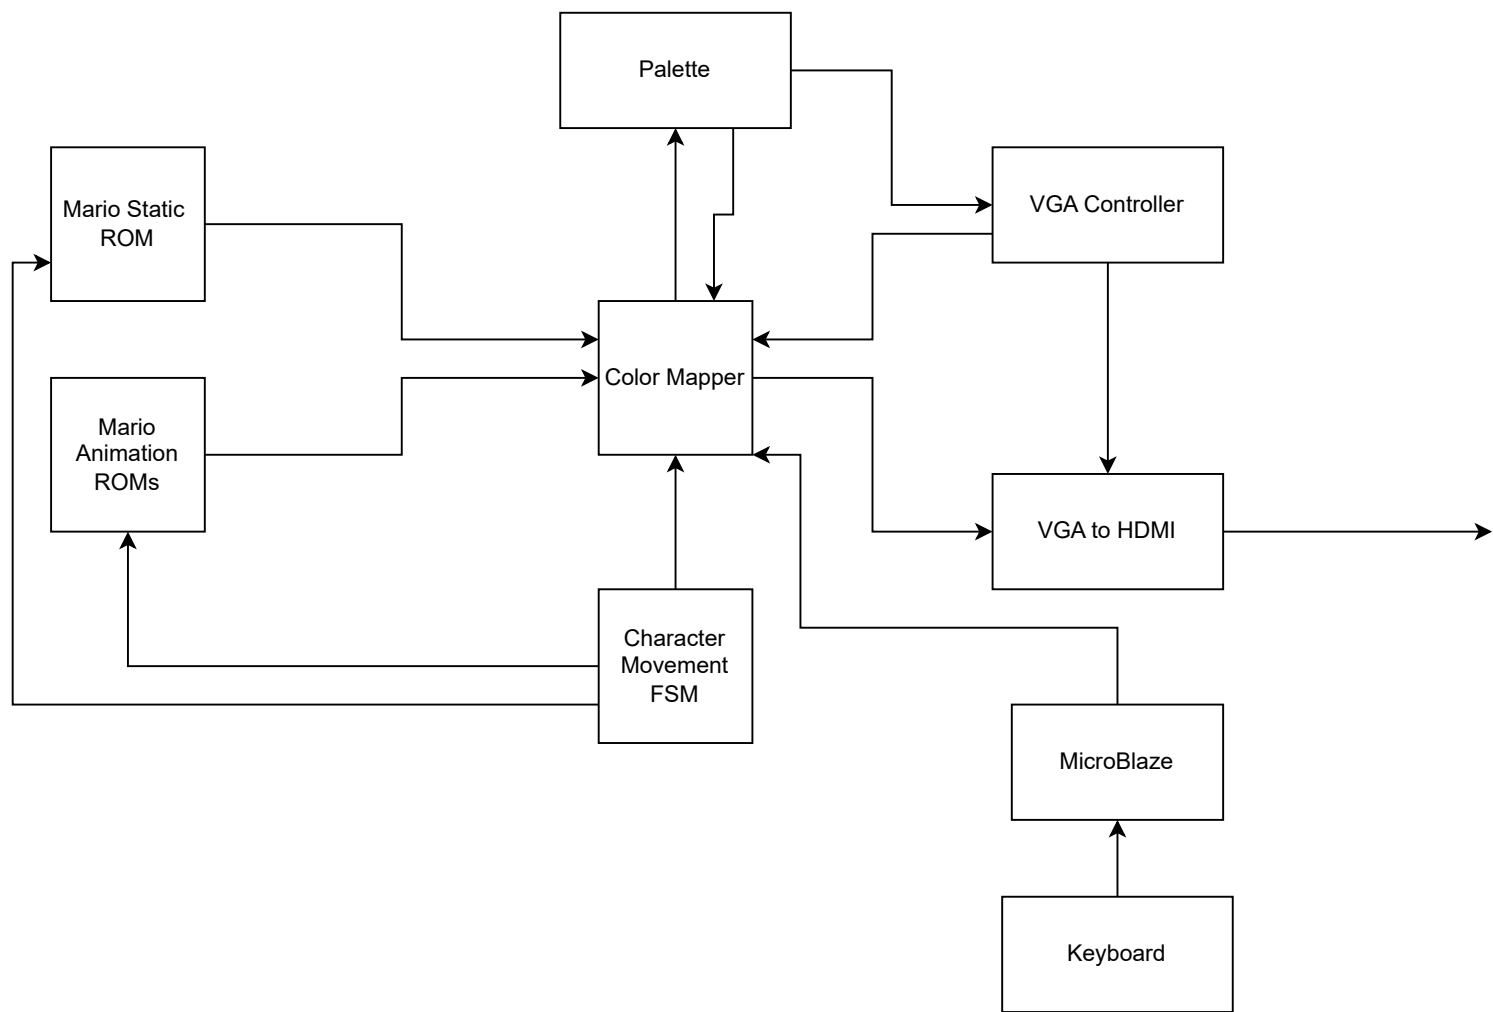 Palette
Mario Static
ROM
VGA Controller
Color Mapper
Mario
Animation
ROMs
VGA to HDMI
Character
Movement
FSM
MicroBlaze
Keyboard